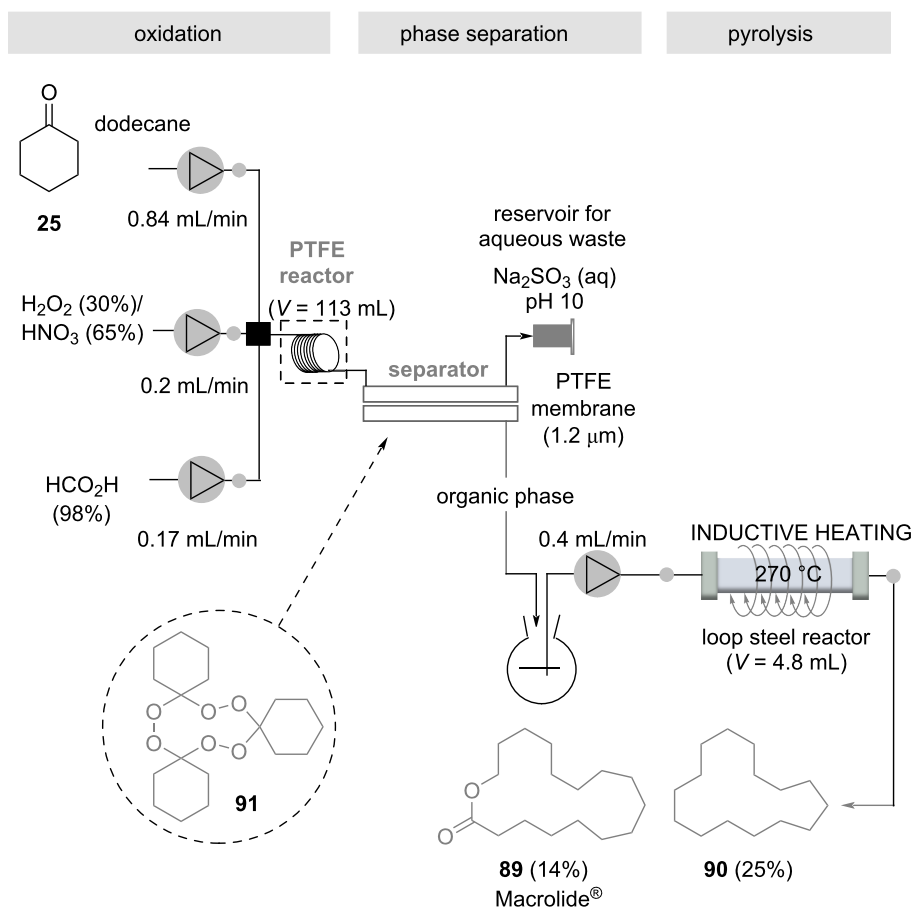 oxidation
phase separation
pyrolysis
O
dodecane
25
0.84 mL/min
PTFE
reactor
(V = 113 mL)
reservoir for
aqueous waste
Na₂SO₃ (aq)
pH 10
H₂O₂ (30%)/
HNO₃ (65%)
0.2 mL/min
separator
PTFE
membrane
(1.2 μm)
HCO₂H
(98%)
0.17 mL/min
organic phase
0.4 mL/min
INDUCTIVE HEATING
270 °C
loop steel reactor
(V = 4.8 mL)
O
O
O
O
O
O
91
O
O
89 (14%)
Macrolide®
90 (25%)